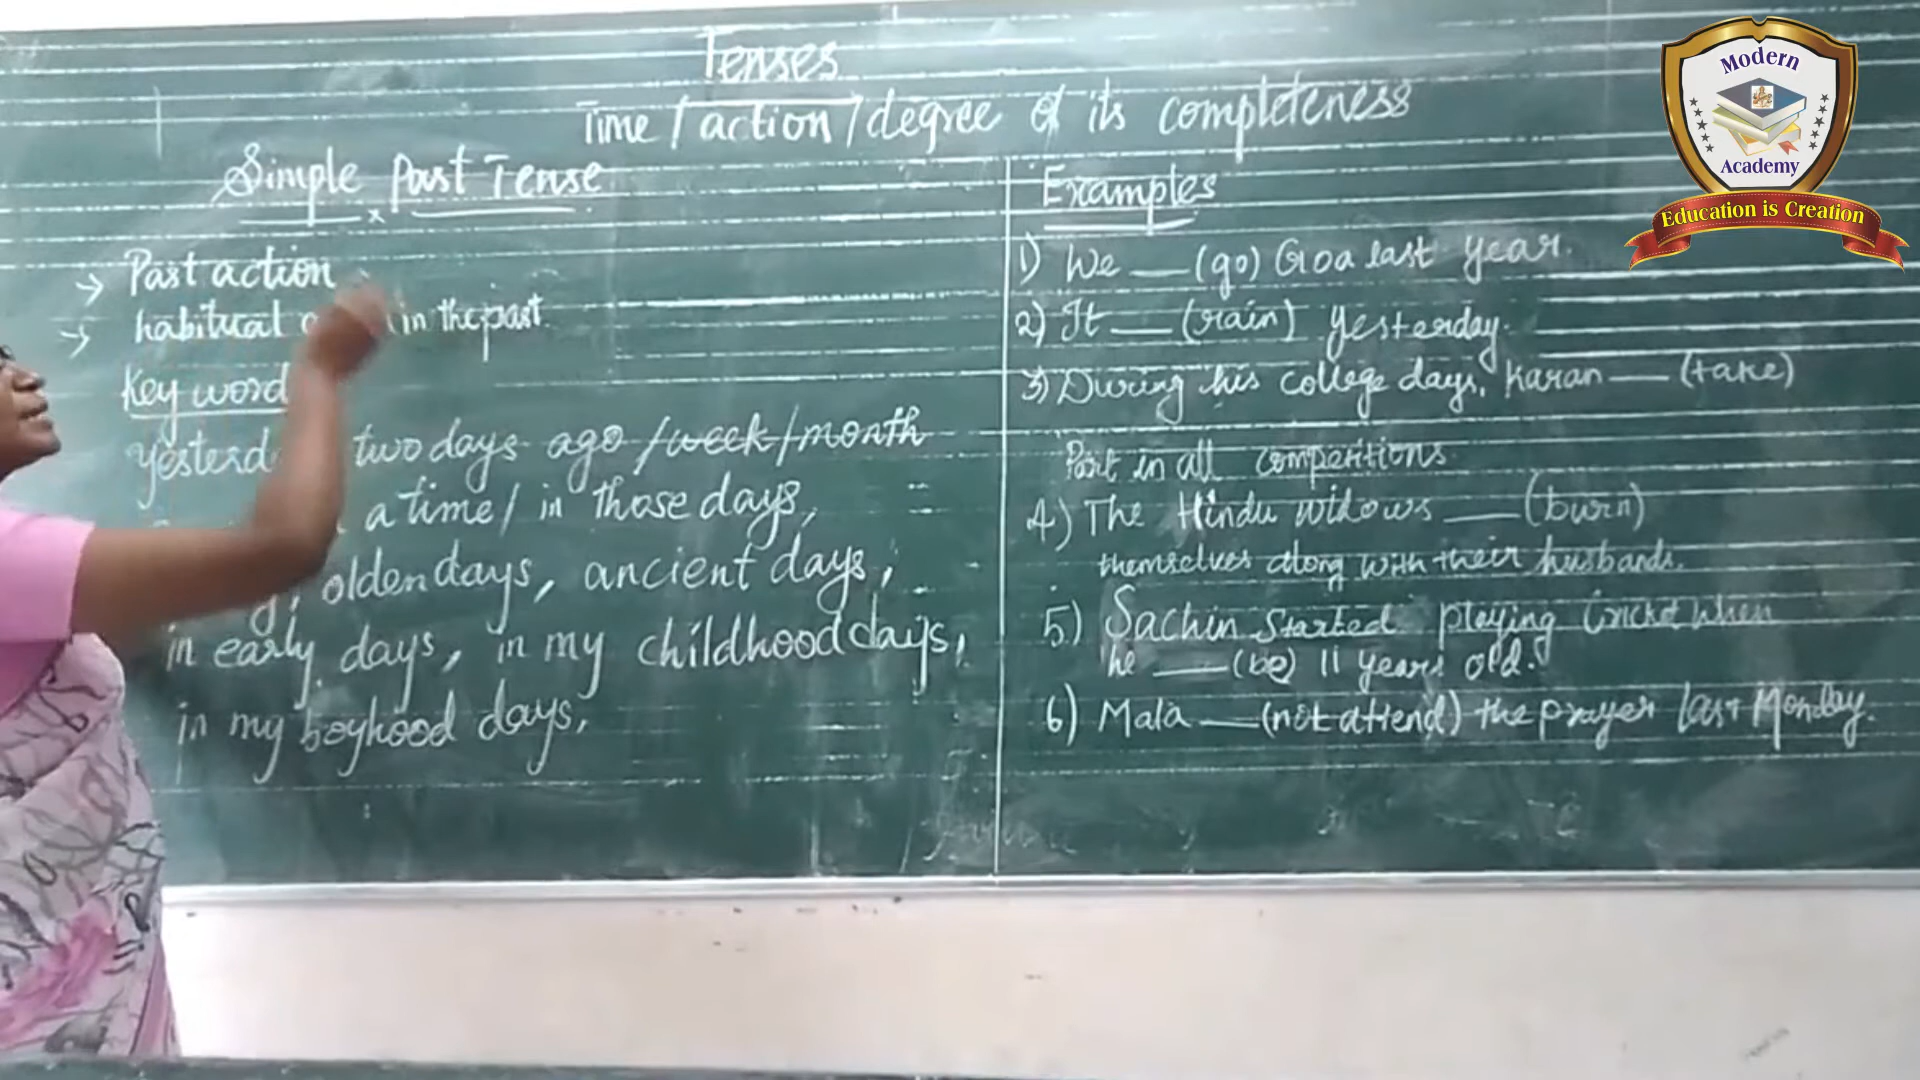 Tenses
Time / action / degree of its completeness
Simple Past Tense
→ Past action
→ habitual in the past
Key word
two days ago / week / month
a time / in those days,
olden days, ancient days,
in early days, in my childhood days,
in my boyhood days,
Examples
1) We ___ (go) Goa last year.
2) It ___ (rain) yesterday.
3) During his college days, Karan ___ (take)
Part in all competitions
4) The Hindu widows ___ (burn)
themselves along with their husbands.
5) Sachin started playing cricket when
he ___ (be) 11 years old.
6) Mala ___ (not attend) the prayer last Monday.
Modern
Academy
Education is Creation